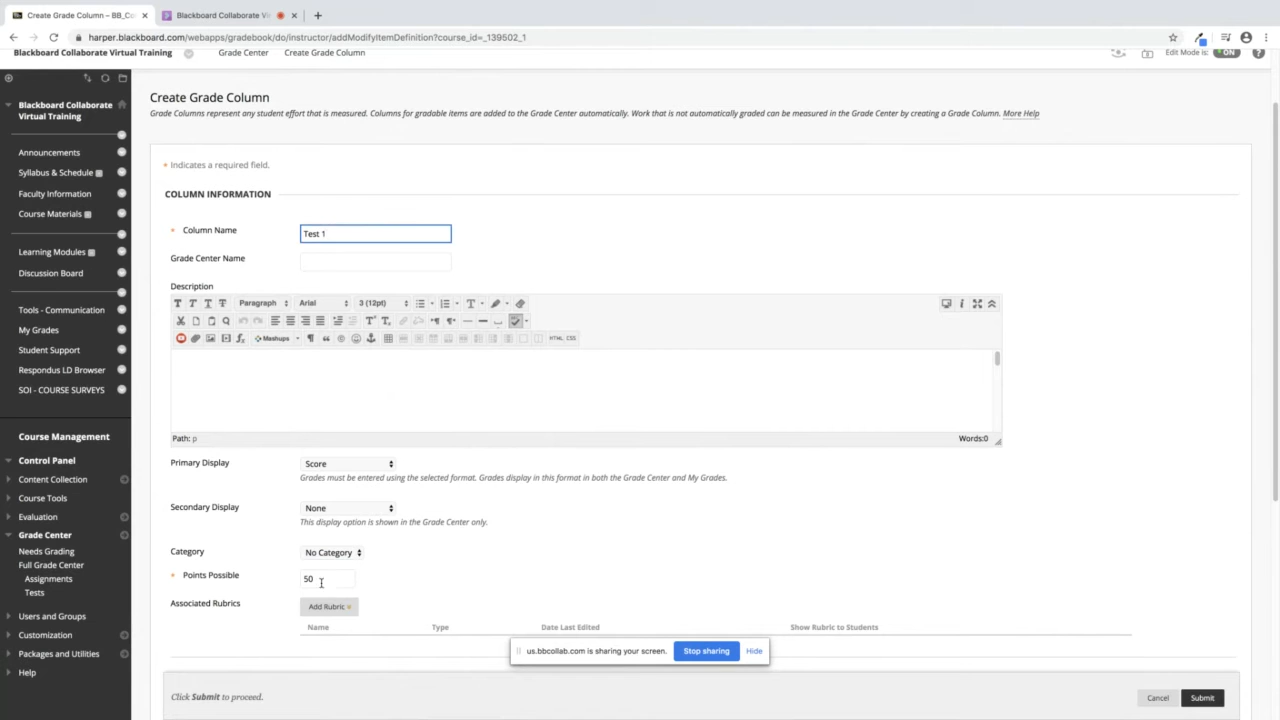 Create Grade Column – BB_Co
Blackboard Collaborate Vi
harper.blackboard.com/webapps/gradebook/do/instructor/addModifyItemDefinition?course_id=_139502_1
Blackboard Collaborate Virtual Training
Grade Center
Create Grade Column
Edit Mode is:
ON
?
Blackboard Collaborate Virtual Training
Announcements
Syllabus & Schedule
Faculty Information
Course Materials
Learning Modules
Discussion Board
Tools - Communication
My Grades
Student Support
Respondus LD Browser
SOI - COURSE SURVEYS
Course Management
Control Panel
Content Collection
Course Tools
Evaluation
Grade Center
Needs Grading
Full Grade Center
Assignments
Tests
Users and Groups
Customization
Packages and Utilities
Help
Create Grade Column
Grade Columns represent any student effort that is measured. Columns for gradable items are added to the Grade Center automatically. Work that is not automatically graded can be measured in the Grade Center by creating a Grade Column. More Help
Indicates a required field.
COLUMN INFORMATION
Column Name
Test 1
Grade Center Name
Description
Paragraph
Arial
3 (12pt)
Mashups
HTML CSS
Path: p
Words:0
Primary Display
Score
Grades must be entered using the selected format. Grades display in this format in both the Grade Center and My Grades.
Secondary Display
None
This display option is shown in the Grade Center only.
Category
No Category
Points Possible
50
Associated Rubrics
Add Rubric
Name Type Date Last Edited Show Rubric to Students
us.bbcollab.com is sharing your screen.
Stop sharing
Hide
Click Submit to proceed.
Cancel
Submit